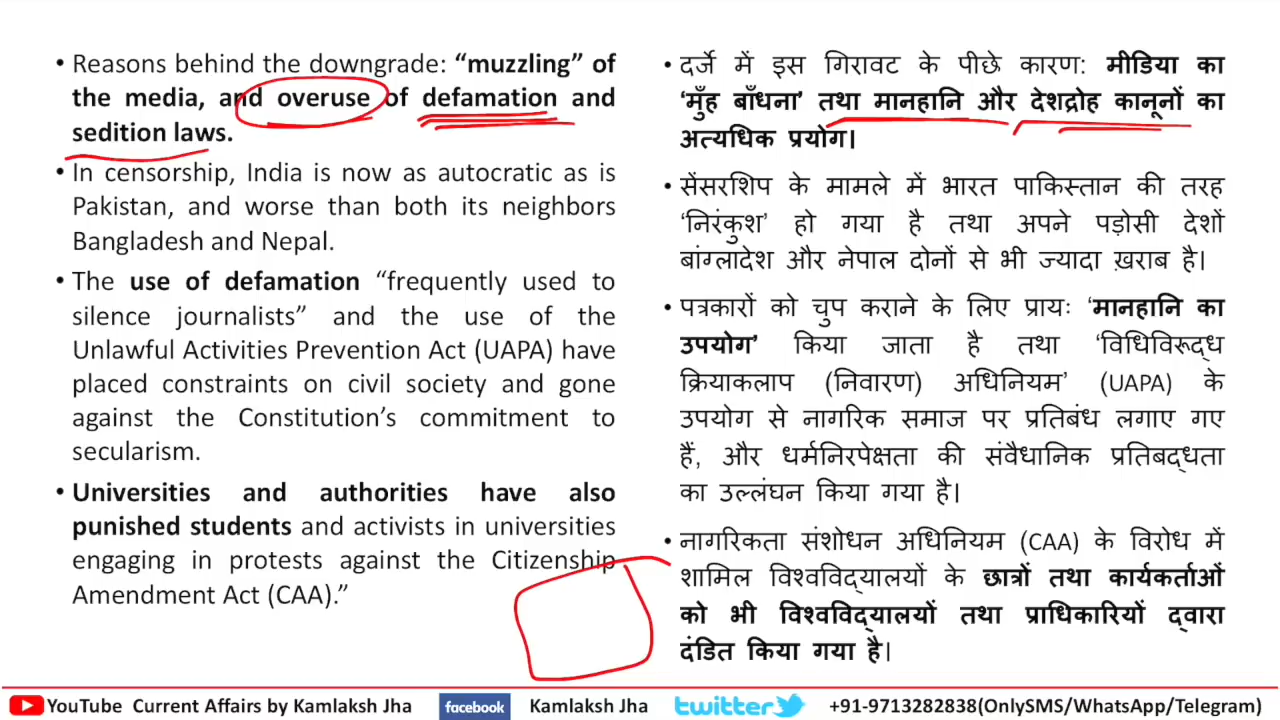 • Reasons behind the downgrade: “muzzling” of
the media, and overuse of defamation and
sedition laws.
• In censorship, India is now as autocratic as is
Pakistan, and worse than both its neighbors
Bangladesh and Nepal.
• The use of defamation “frequently used to
silence journalists” and the use of the
Unlawful Activities Prevention Act (UAPA) have
placed constraints on civil society and gone
against the Constitution’s commitment to
secularism.
• Universities and authorities have also
punished students and activists in universities
engaging in protests against the Citizenship
Amendment Act (CAA).”
• दर्जे में इस गिरावट के पीछे कारण: मीडिया का
‘मुँह बाँधना’ तथा मानहानि और देशद्रोह कानूनों का
अत्यधिक प्रयोग।
• सेंसरशिप के मामले में भारत पाकिस्तान की तरह
‘निरंकुश’ हो गया है तथा अपने पड़ोसी देशों
बांग्लादेश और नेपाल दोनों से भी ज्यादा ख़राब है।
• पत्रकारों को चुप कराने के लिए प्रायः ‘मानहानि का
उपयोग’ किया जाता है तथा ‘विधिविरूद्ध
क्रियाकलाप (निवारण) अधिनियम’ (UAPA) के
उपयोग से नागरिक समाज पर प्रतिबंध लगाए गए
हैं, और धर्मनिरपेक्षता की संवैधानिक प्रतिबद्धता
का उल्लंघन किया गया है।
• नागरिकता संशोधन अधिनियम (CAA) के विरोध में
शामिल विश्वविद्यालयों के छात्रों तथा कार्यकर्ताओं
को भी विश्वविद्यालयों तथा प्राधिकारियों द्वारा
दंडित किया गया है।
YouTube Current Affairs by Kamlaksh Jha facebook Kamlaksh Jha twitter +91-9713282838(OnlySMS/WhatsApp/Telegram)